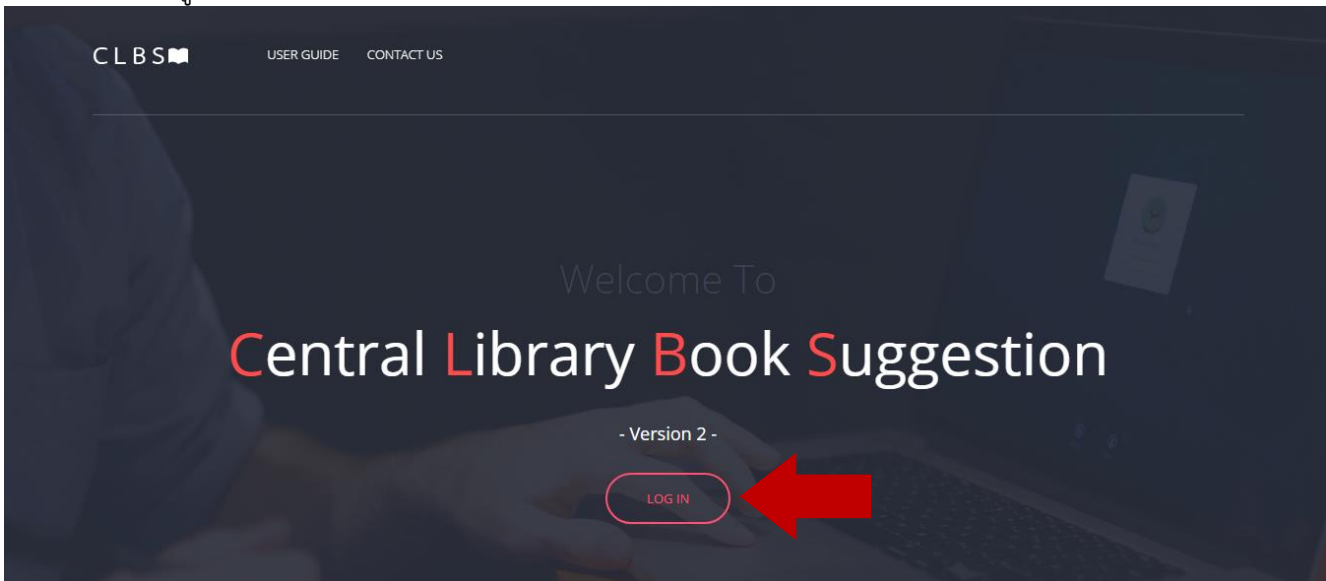 CLBS
USER GUIDE CONTACT US
Welcome To
Central Library Book Suggestion
- Version 2 -
LOG IN